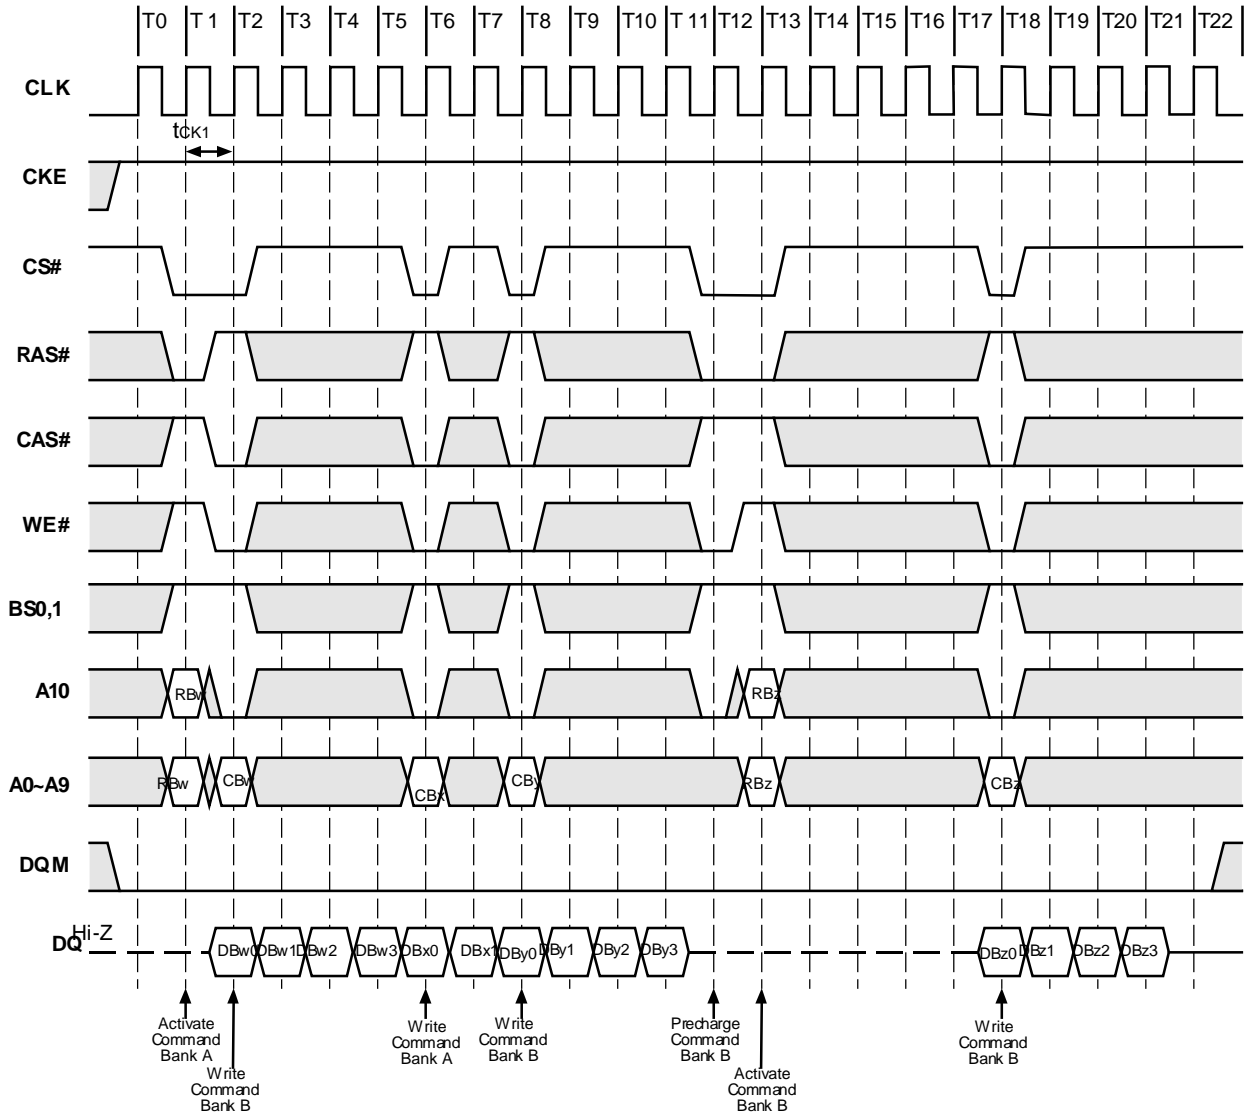 T0 T 1 T2 T3 T4 T5 T6 T7 T8 T9 T10 T 11 T12 T13 T14 T15 T16 T17 T18 T19 T20 T21 T22
CLK
tCK1
CKE
CS#
RAS#
CAS#
WE#
BS0,1
A10
RBw RBz
A0~A9
RBw CBw CBx CBy RBz CBz
DQM
DQ Hi-Z
DBw0 DBw1 DBw2 DBw3 DBx0 DBx1 DBy0 DBy1 DBy2 DBy3 DBz0 DBz1 DBz2 DBz3
Activate
Command
Bank A
Write
Command
Bank B
Write
Command
Bank A
Write
Command
Bank B
Precharge
Command
Bank B
Activate
Command
Bank B
Write
Command
Bank B